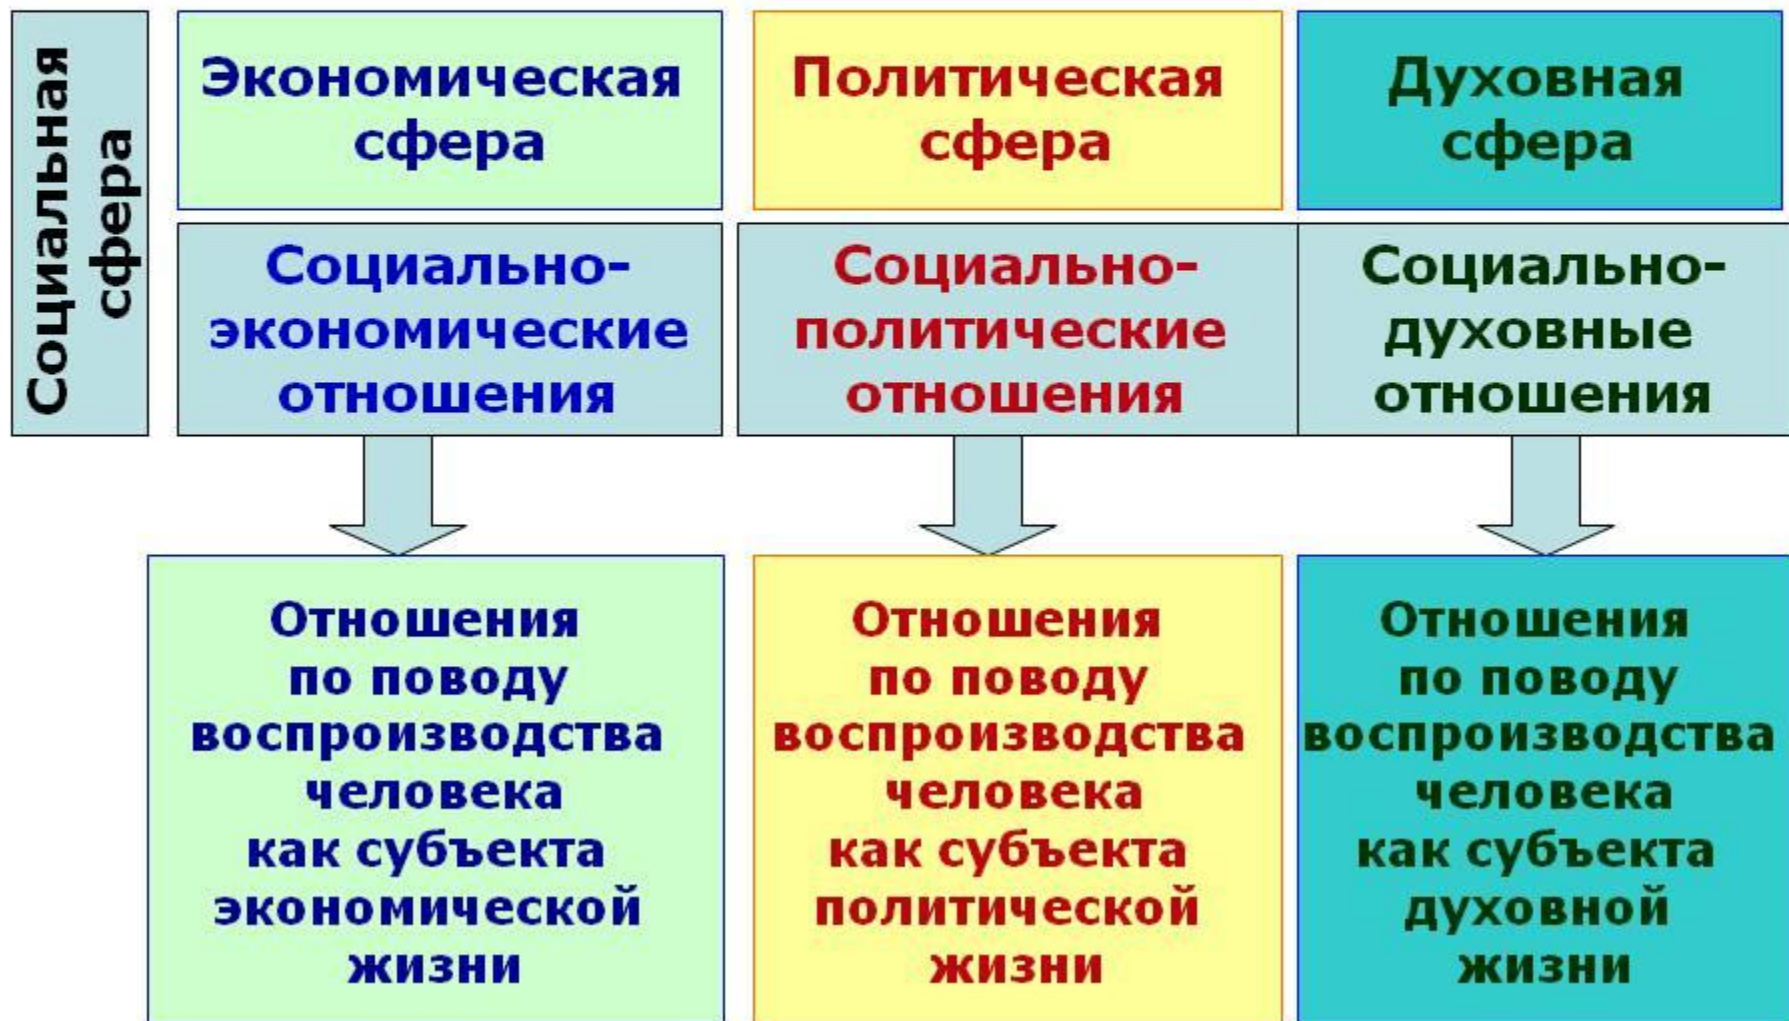 Социальная
сфера
Экономическая
сфера
Политическая
сфера
Духовная
сфера
Социально-
экономические
отношения
Социально-
политические
отношения
Социально-
духовные
отношения
Отношения
по поводу
воспроизводства
человека
как субъекта
экономической
жизни
Отношения
по поводу
воспроизводства
человека
как субъекта
политической
жизни
Отношения
по поводу
воспроизводства
человека
как субъекта
духовной
жизни